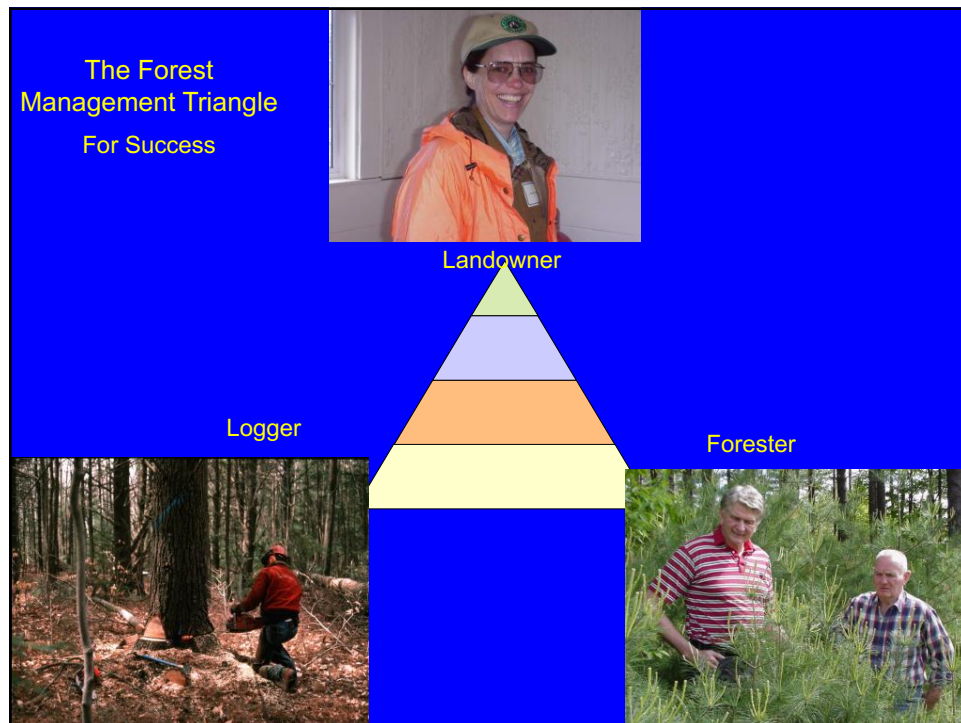 The Forest
Management Triangle
For Success
Landowner
Logger
Forester